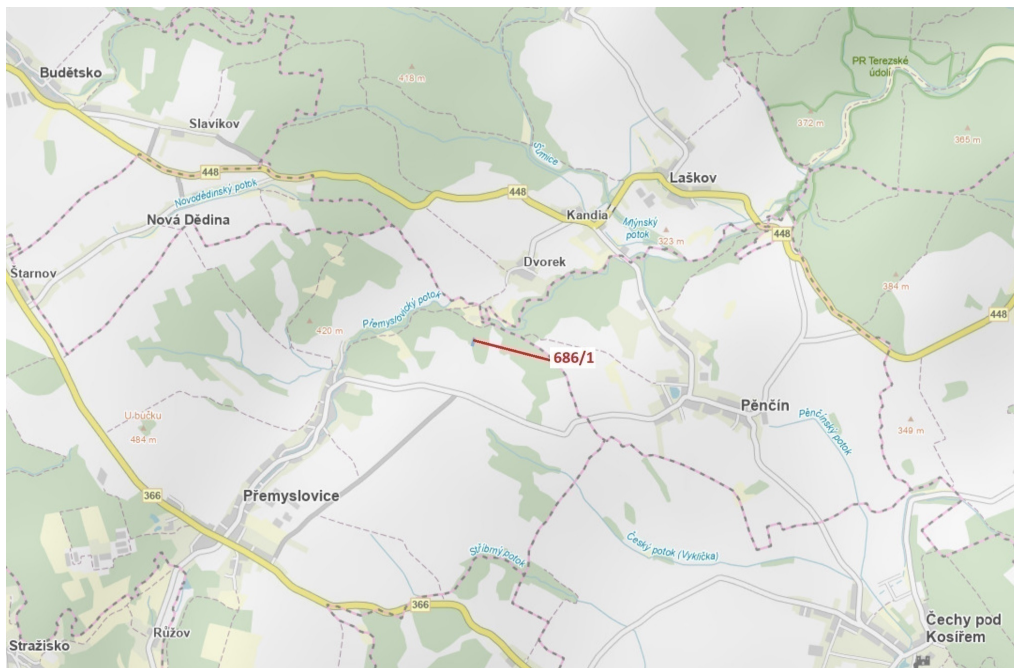 PR Terezské
údolí
418 m
Budětsko
Slavíkov
372 m
365 m
Šumice
448
Laškov
Novodědinský potok
448
Nová Dědina
Kandia
Mlýnský
potok
323 m
448
Dvorek
Štarnov
384 m
Přemyslovický potok
448
420 m
686/1
Pěnčín
U búčku
484 m
Pěnčínský potok
349 m
366
Přemyslovice
Stříbrný potok
Český potok (Vyklička)
366
Čechy pod
Kosířem
Růžov
Stražisko